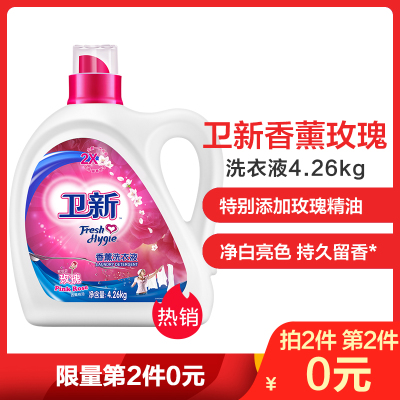 卫新香薰玫瑰
洗衣液4.26kg
特别添加玫瑰精油
净白亮色 持久留香*
2X
卫新
Fresh
Hygie
香薰洗衣液
LAUNDRY DETERGENT
玫瑰
Pink Rose
净含量:4.26kg
热销
限量第2件0元
拍2件 第2件
¥0元